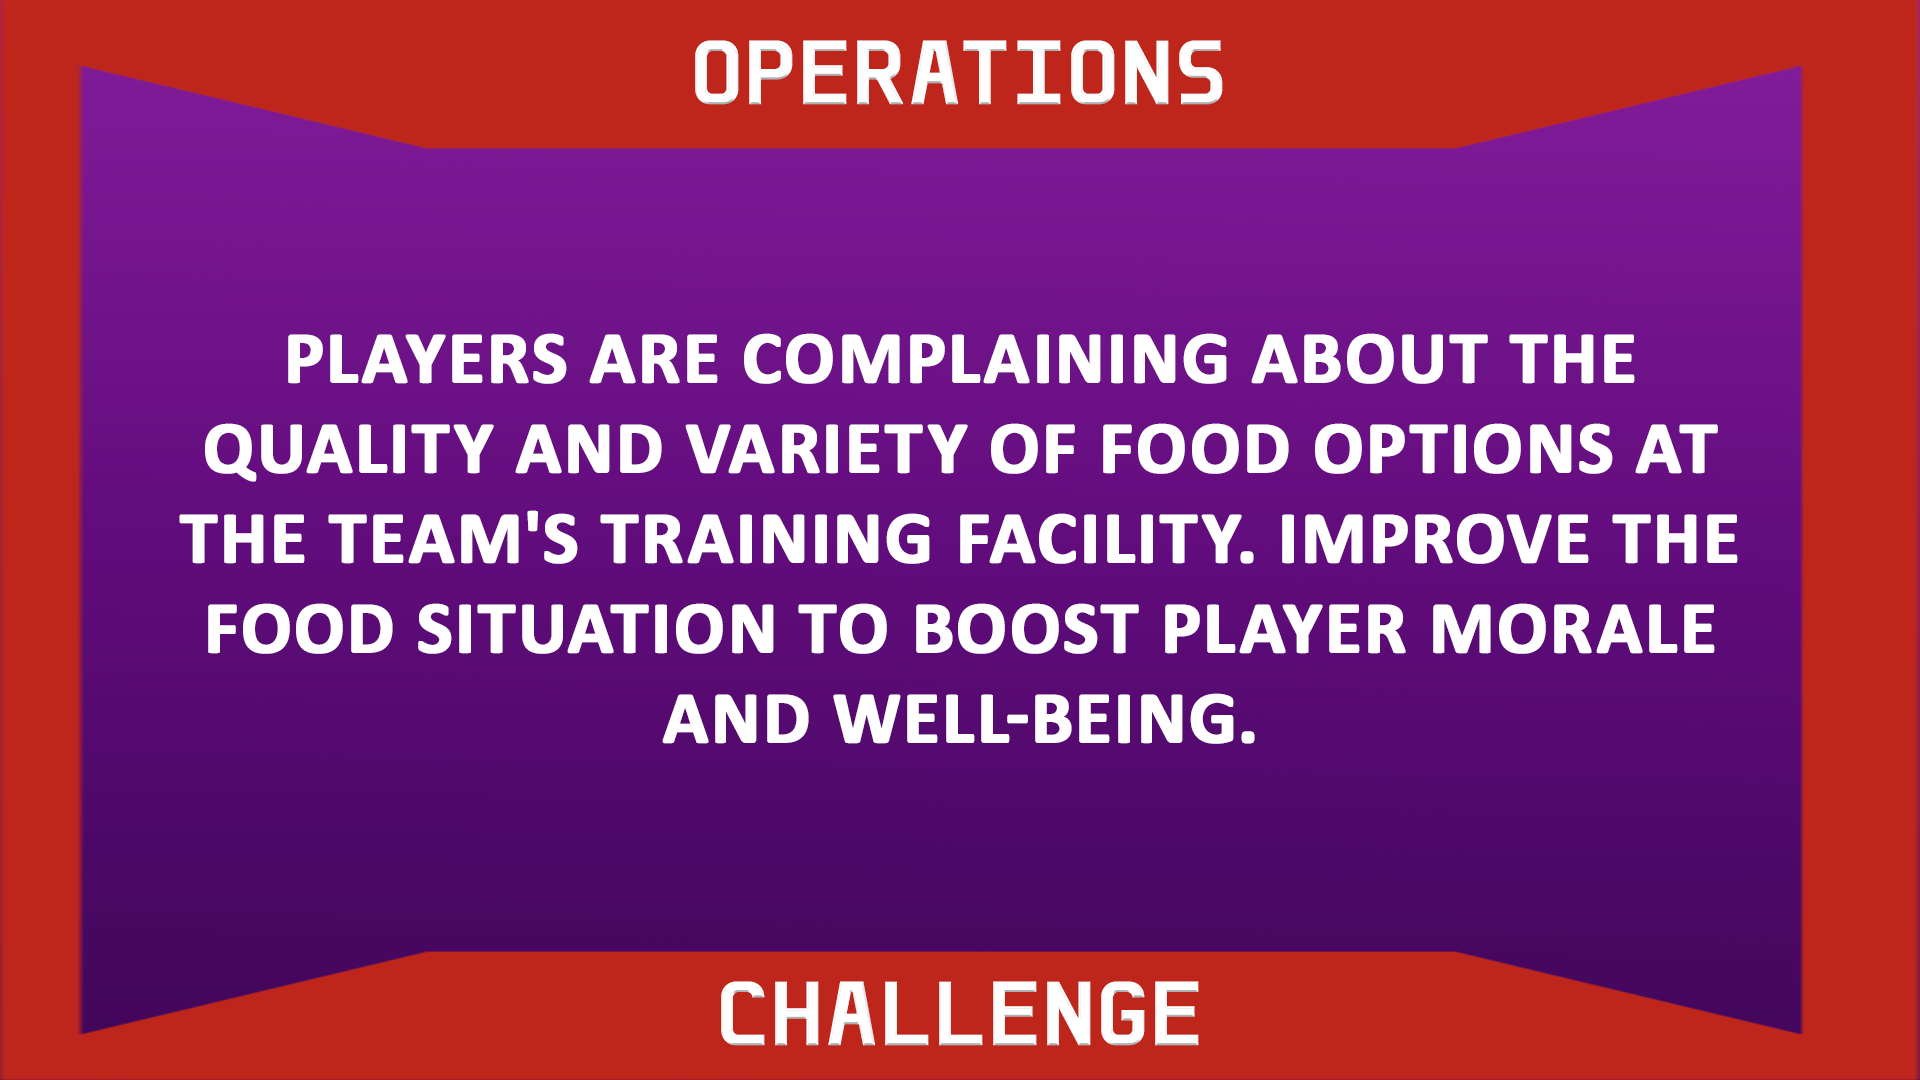 OPERATIONS
PLAYERS ARE COMPLAINING ABOUT THE
QUALITY AND VARIETY OF FOOD OPTIONS AT
THE TEAM'S TRAINING FACILITY. IMPROVE THE
FOOD SITUATION TO BOOST PLAYER MORALE
AND WELL-BEING.
CHALLENGE